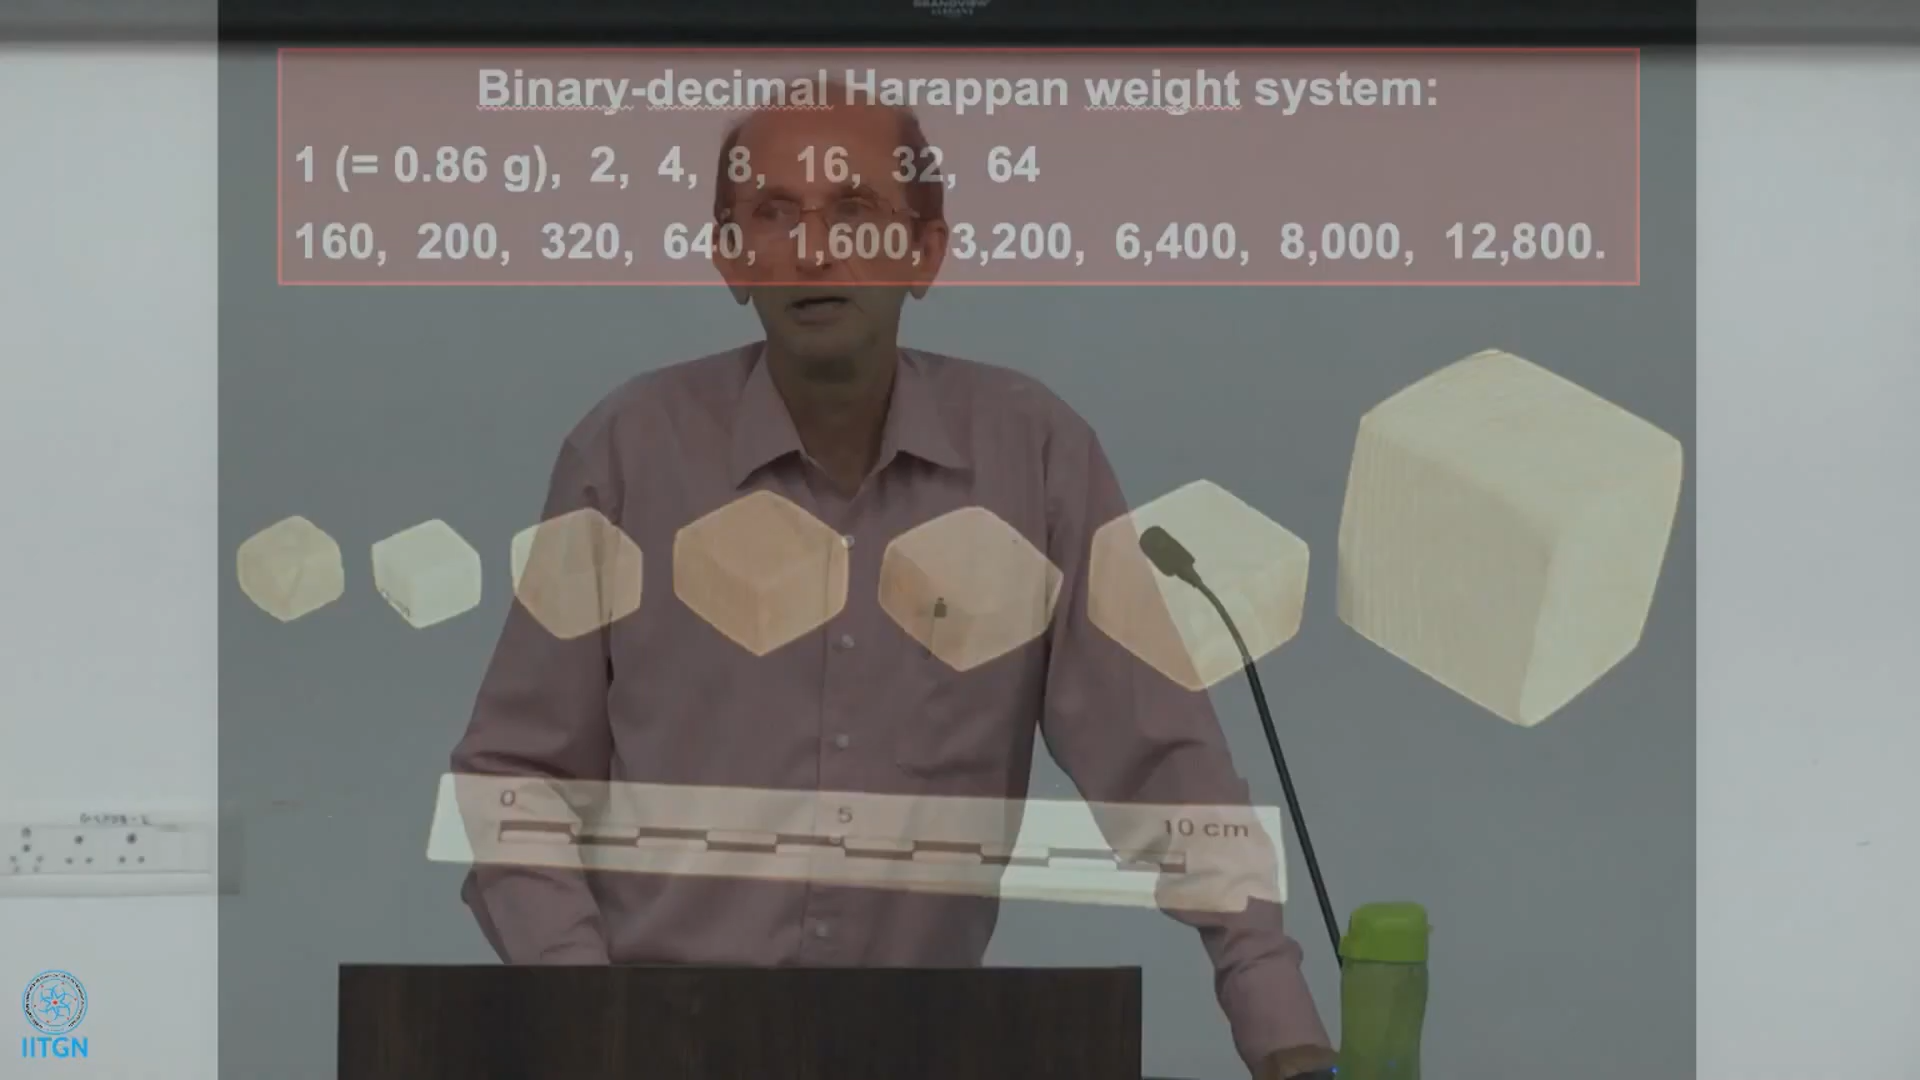 GRANDVIEW
Binary-decimal Harappan weight system:
1 (= 0.86 g), 2, 4, 8, 16, 32, 64
160, 200, 320, 640, 1,600, 3,200, 6,400, 8,000, 12,800.
0 5 10 cm
IITGN